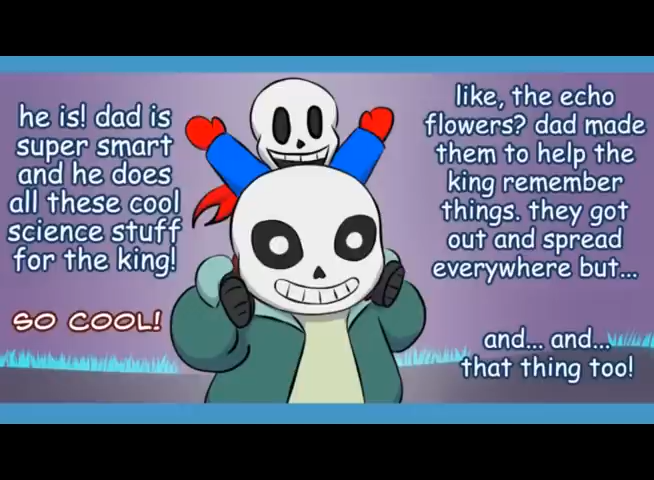 he is! dad is
super smart
and he does
all these cool
science stuff
for the king!
SO COOL!
like, the echo
flowers? dad made
them to help the
king remember
things. they got
out and spread
everywhere but...
and... and...
that thing too!